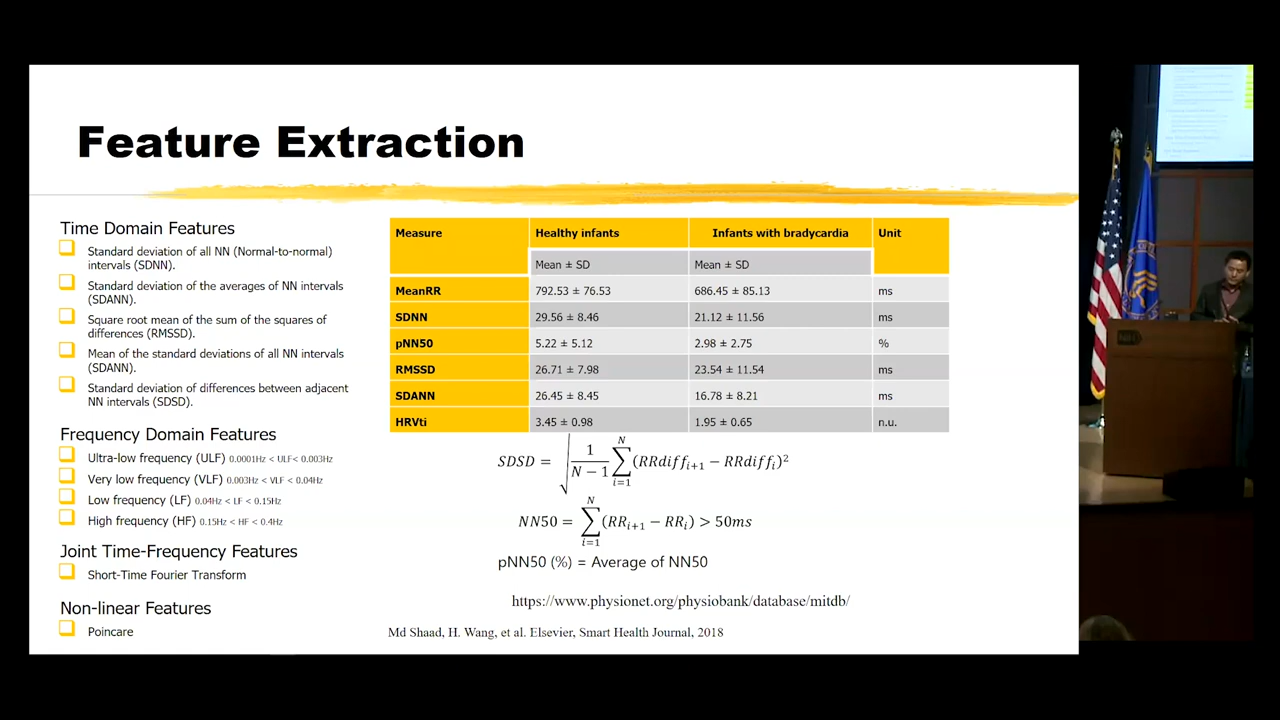 Feature Extraction
Time Domain Features
Standard deviation of all NN (Normal-to-normal)
intervals (SDNN).
Standard deviation of the averages of NN intervals
(SDANN).
Square root mean of the sum of the squares of
differences (RMSSD).
Mean of the standard deviations of all NN intervals
(SDANN).
Standard deviation of differences between adjacent
NN intervals (SDSD).
Frequency Domain Features
Ultra-low frequency (ULF) 0.0001Hz < ULF< 0.003Hz
Very low frequency (VLF) 0.003Hz < VLF < 0.04Hz
Low frequency (LF) 0.04Hz < LF < 0.15Hz
High frequency (HF) 0.15Hz < HF < 0.4Hz
Joint Time-Frequency Features
Short-Time Fourier Transform
Non-linear Features
Poincare
Measure Healthy infants Infants with bradycardia Unit
Mean ± SD Mean ± SD
MeanRR 792.53 ± 76.53 686.45 ± 85.13 ms
SDNN 29.56 ± 8.46 21.12 ± 11.56 ms
pNN50 5.22 ± 5.12 2.98 ± 2.75 %
RMSSD 26.71 ± 7.98 23.54 ± 11.54 ms
SDANN 26.45 ± 8.45 16.78 ± 8.21 ms
HRVti 3.45 ± 0.98 1.95 ± 0.65 n.u.
SDSD = √(1/(N − 1) ∑_{i=1}^{N} (RRdiff_{i+1} − RRdiff_i)²
NN50 = ∑_{i=1}^{N} (RR_{i+1} − RR_i) > 50ms
pNN50 (%) = Average of NN50
https://www.physionet.org/physiobank/database/mitdb/
Md Shaad, H. Wang, et al. Elsevier, Smart Health Journal, 2018